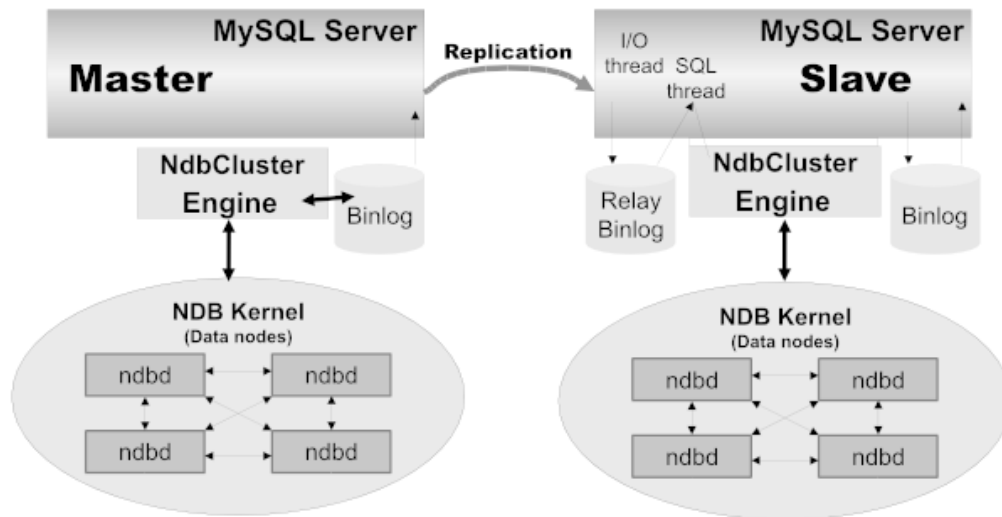 MySQL Server
Master
Replication
MySQL Server
I/O
thread
SQL
thread
Slave
NdbCluster
Engine
Binlog
Relay
Binlog
NdbCluster
Engine
Binlog
NDB Kernel
(Data nodes)
ndbd
ndbd
ndbd
ndbd
NDB Kernel
(Data nodes)
ndbd
ndbd
ndbd
ndbd